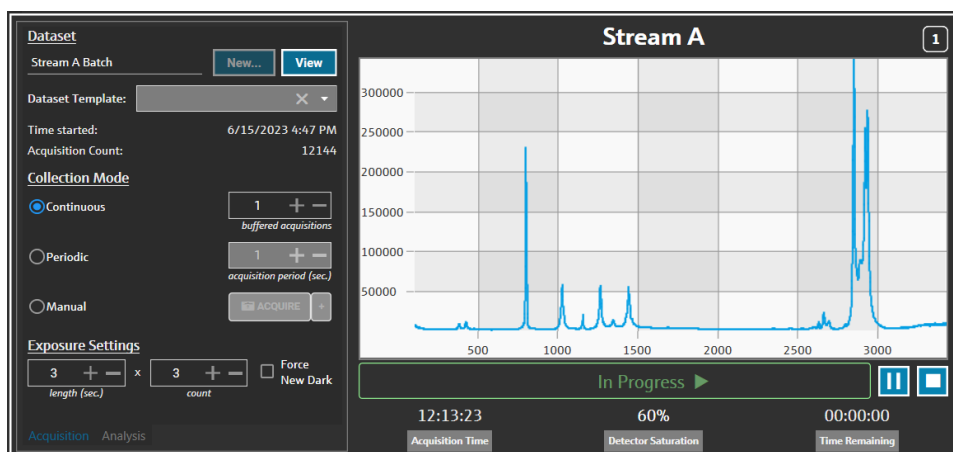 Dataset
Stream A Batch
New...
View
Dataset Template:
Time started:
6/15/2023 4:47 PM
Acquisition Count:
12144
Collection Mode
Continuous
1
buffered acquisitions
Periodic
1
acquisition period (sec.)
Manual
ACQUIRE
+
Exposure Settings
3
x
3
Force
New Dark
length (sec.)
count
Acquisition
Analysis
Stream A
1
300000
250000
200000
150000
100000
50000
500
1000
1500
2000
2500
3000
In Progress
12:13:23
60%
00:00:00
Acquisition Time
Detector Saturation
Time Remaining